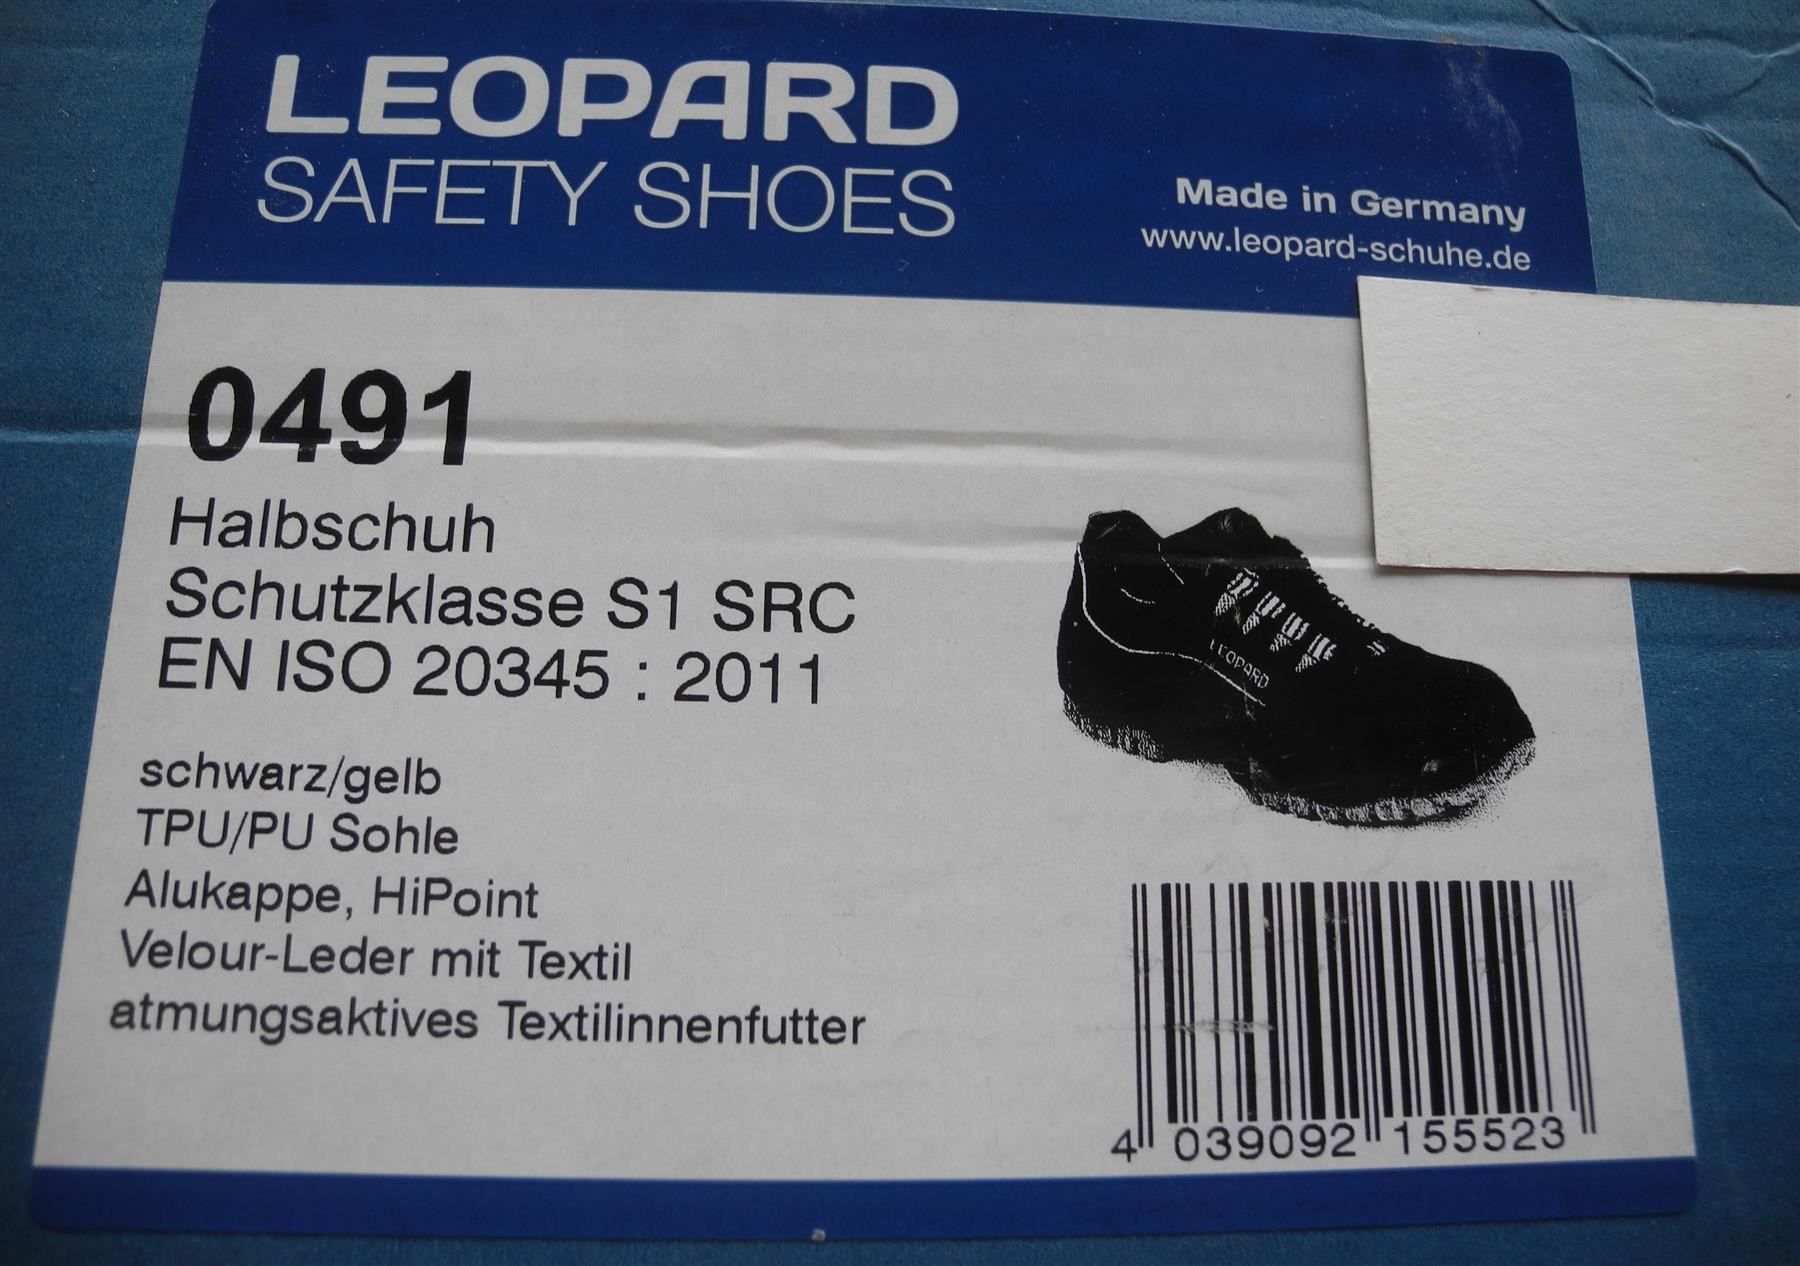 LEOPARD
SAFETY SHOES
Made in Germany
www.leopard-schuhe.de
0491
Halbschuh
Schutzklasse S1 SRC
EN ISO 20345 : 2011
LEOPARD
schwarz/gelb
TPU/PU Sohle
Alukappe, HiPoint
Velour-Leder mit Textil
atmungsaktives Textilinnenfutter
4 039092 155523